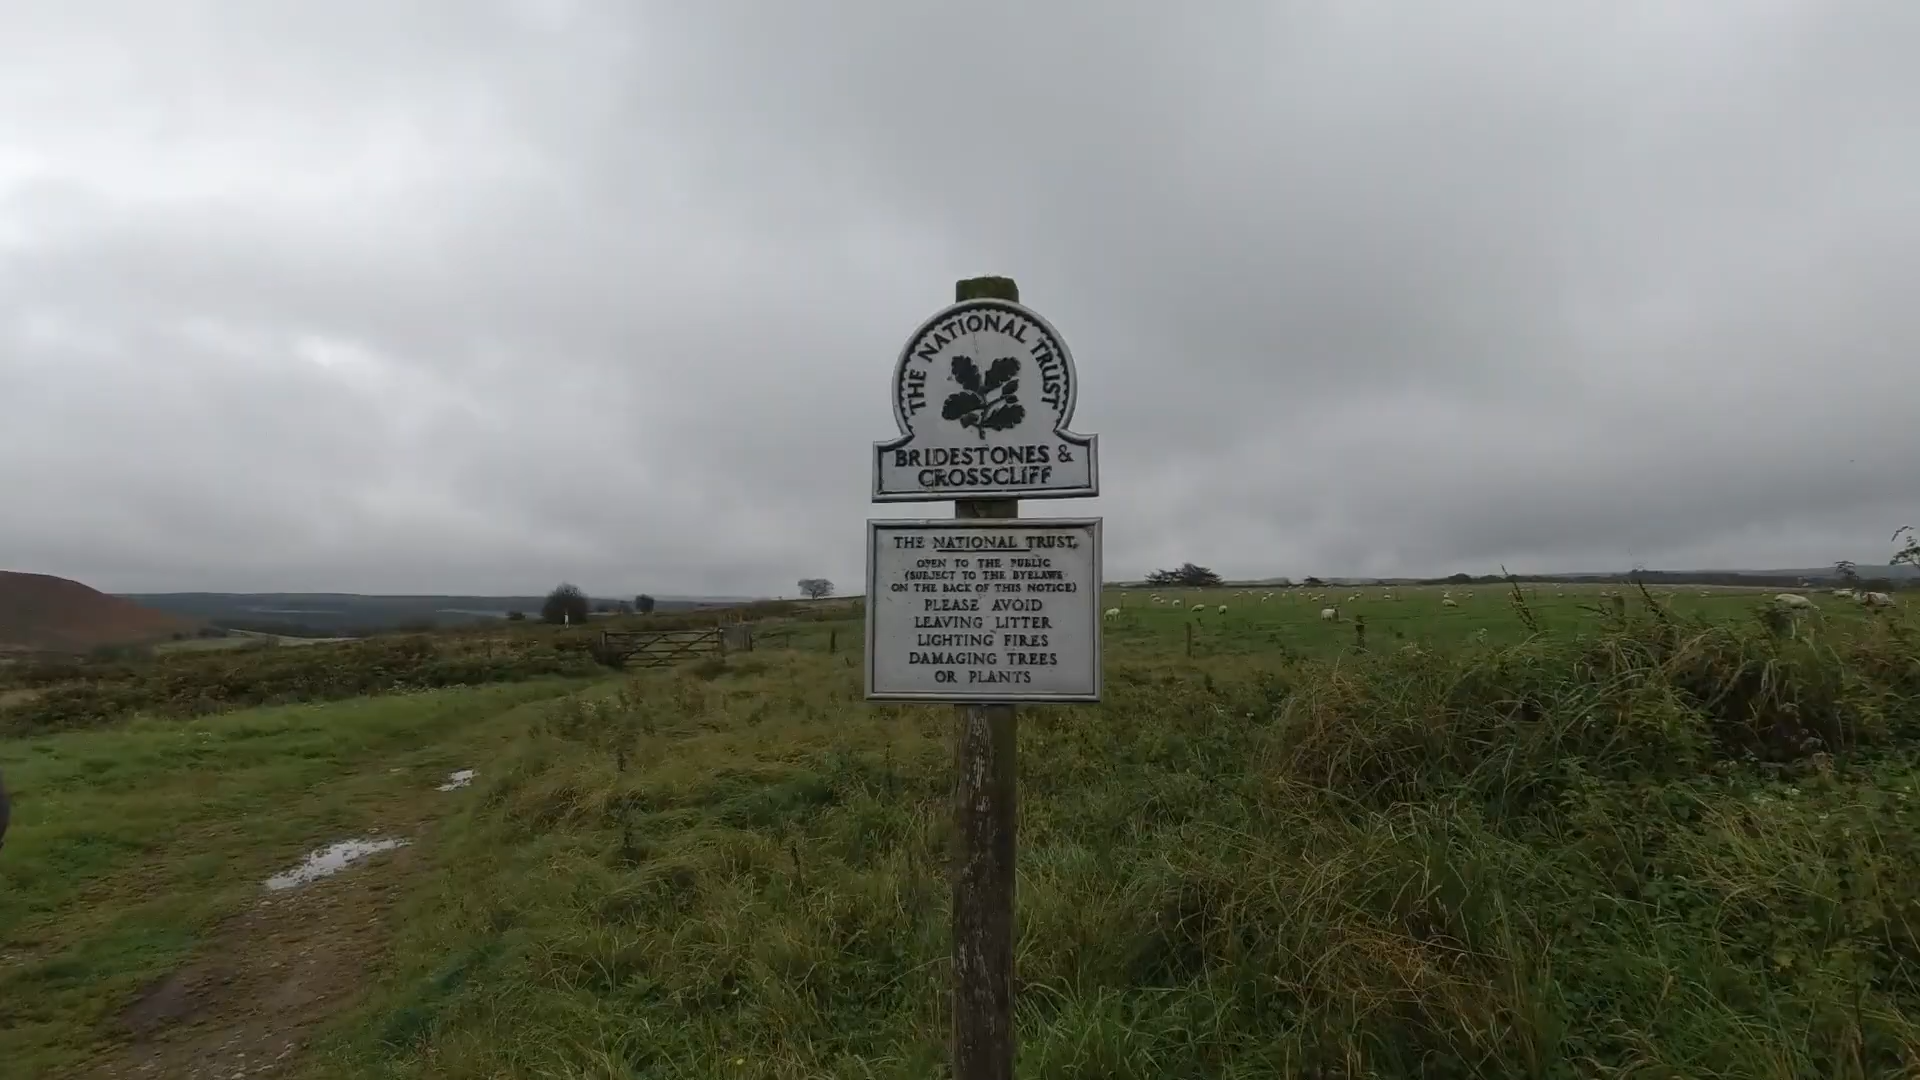 THE NATIONAL TRUST
BRIDESTONES &
CROSSCLIFF
THE NATIONAL TRUST,
OPEN TO THE PUBLIC
(SUBJECT TO THE BYELAWS
ON THE BACK OF THIS NOTICE)
PLEASE AVOID
LEAVING LITTER
LIGHTING FIRES
DAMAGING TREES
OR PLANTS